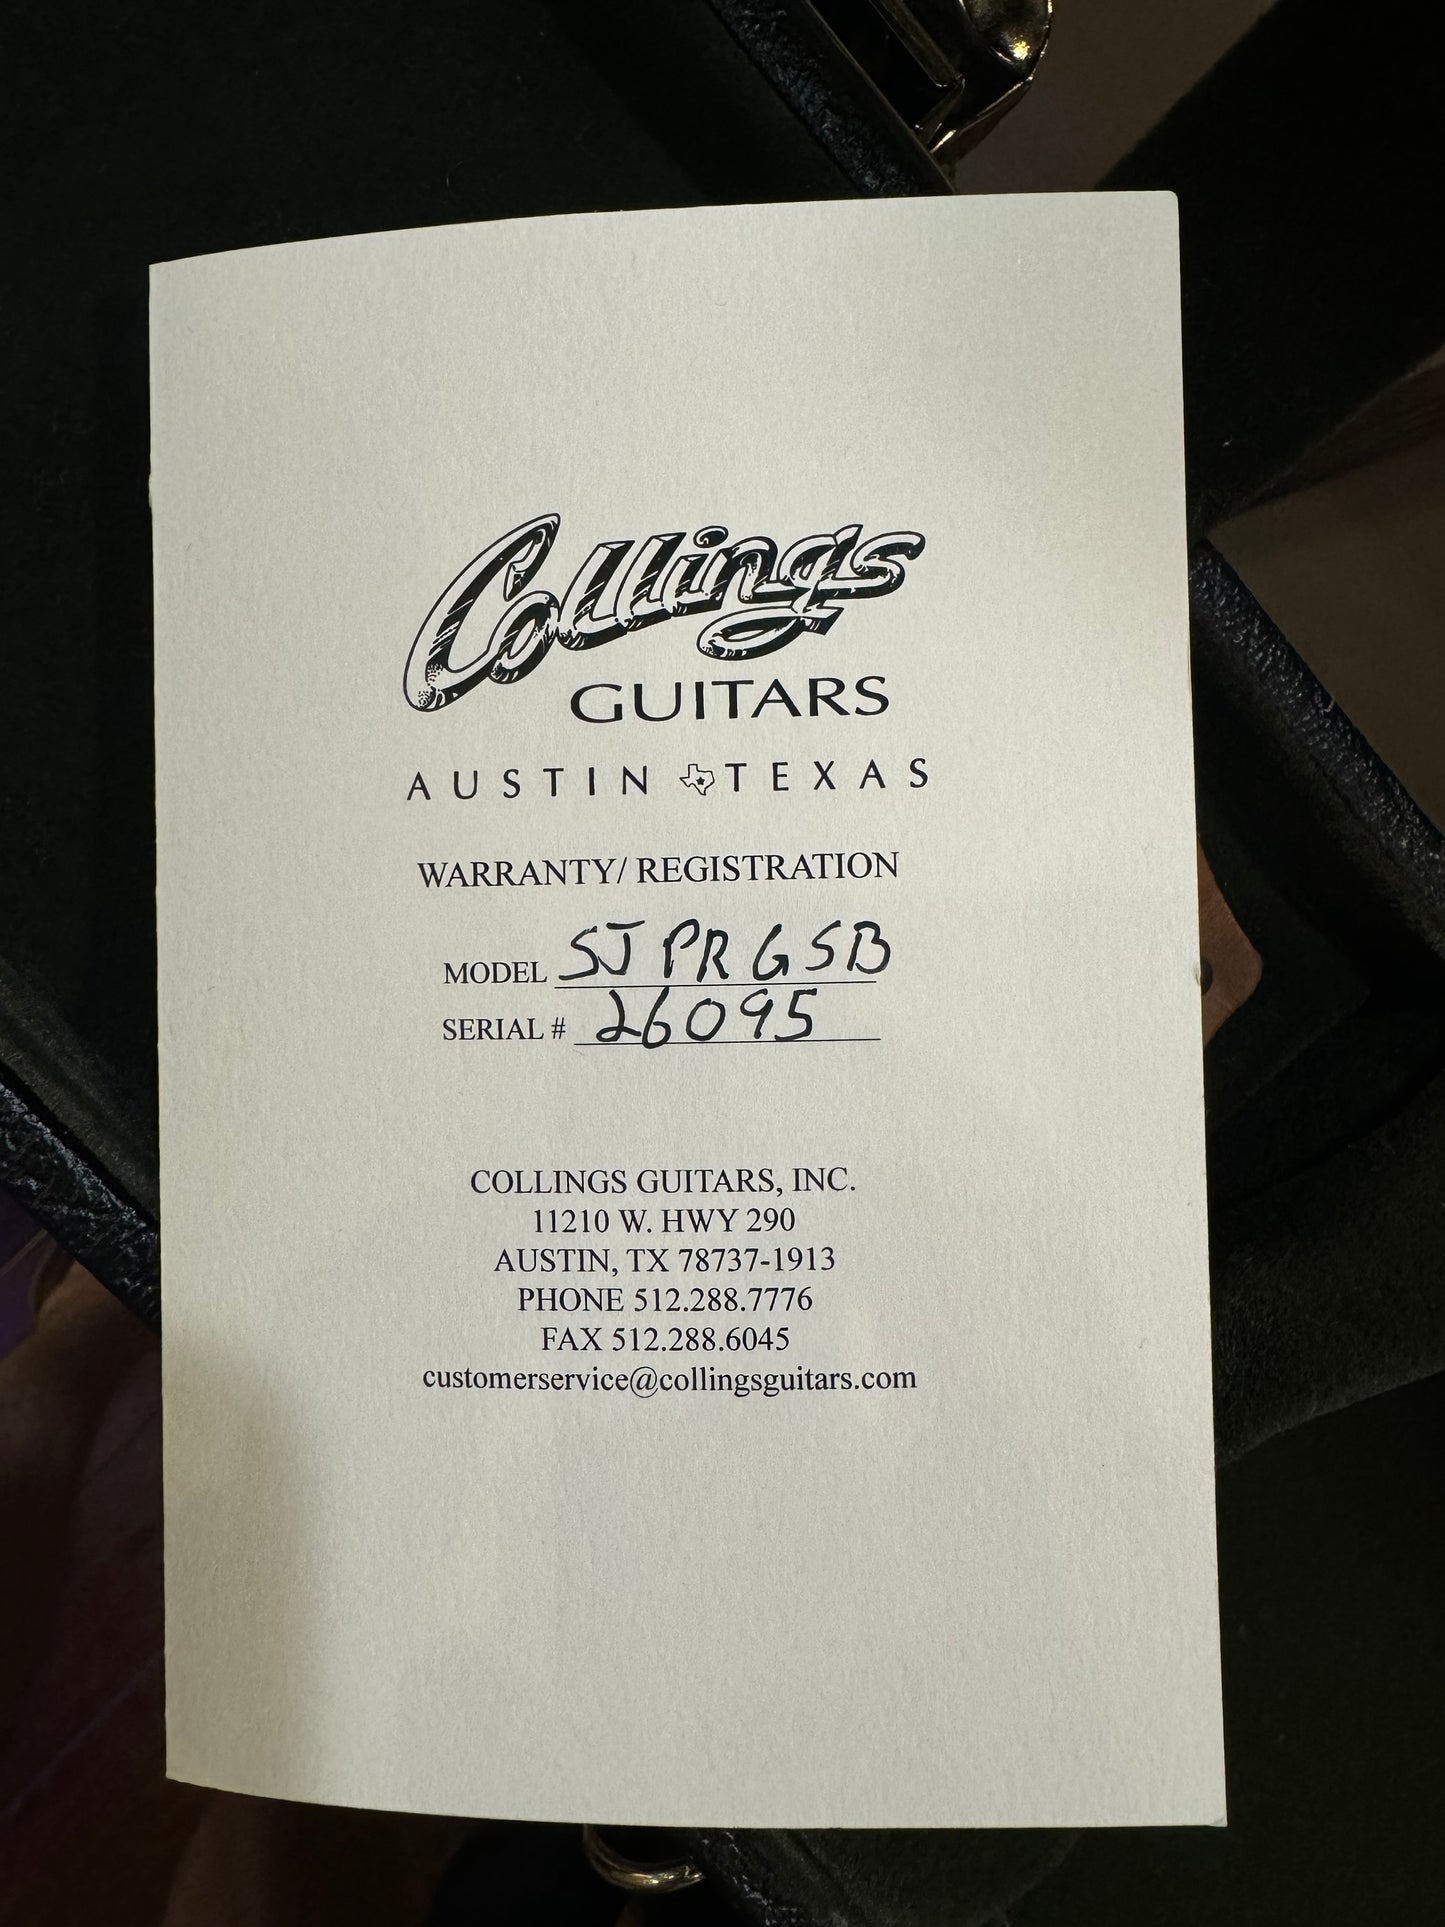 Collings
GUITARS
AUSTIN TEXAS
WARRANTY/ REGISTRATION
MODEL SJ PR G SB
SERIAL # 26095
COLLINGS GUITARS, INC.
11210 W. HWY 290
AUSTIN, TX 78737-1913
PHONE 512.288.7776
FAX 512.288.6045
customerservice@collingsguitars.com